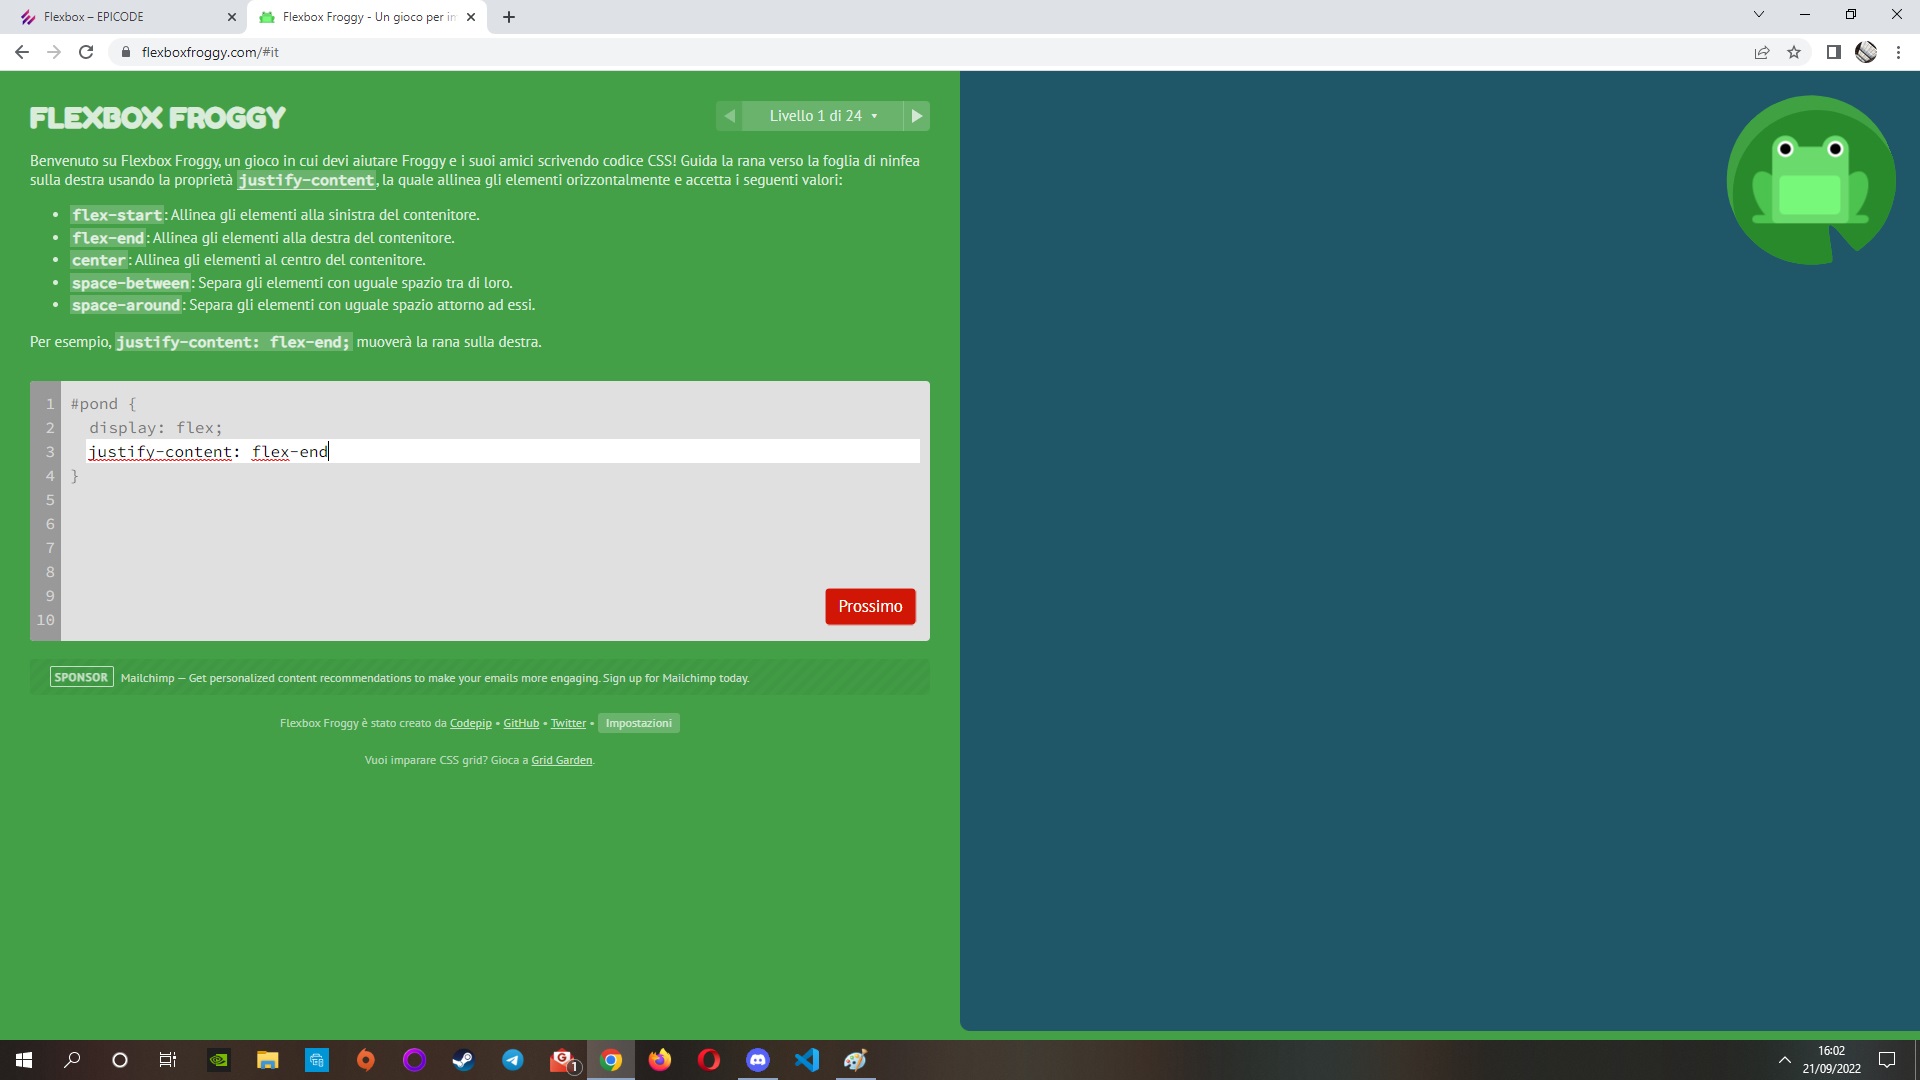 Flexbox – EPICODE
Flexbox Froggy - Un gioco per im
flexboxfroggy.com/#it
FLEXBOX FROGGY
Livello 1 di 24
Benvenuto su Flexbox Froggy, un gioco in cui devi aiutare Froggy e i suoi amici scrivendo codice CSS! Guida la rana verso la foglia di ninfea
sulla destra usando la proprietà justify-content, la quale allinea gli elementi orizzontalmente e accetta i seguenti valori:
• flex-start: Allinea gli elementi alla sinistra del contenitore.
• flex-end: Allinea gli elementi alla destra del contenitore.
• center: Allinea gli elementi al centro del contenitore.
• space-between: Separa gli elementi con uguale spazio tra di loro.
• space-around: Separa gli elementi con uguale spazio attorno ad essi.
Per esempio, justify-content: flex-end; muoverà la rana sulla destra.
1 #pond {
2 display: flex;
3 justify-content: flex-end
4 }
5
6
7
8
9
10
Prossimo
SPONSOR Mailchimp — Get personalized content recommendations to make your emails more engaging. Sign up for Mailchimp today.
Flexbox Froggy è stato creato da Codepip • GitHub • Twitter • Impostazioni
Vuoi imparare CSS grid? Gioca a Grid Garden.
G
1
16:02
21/09/2022